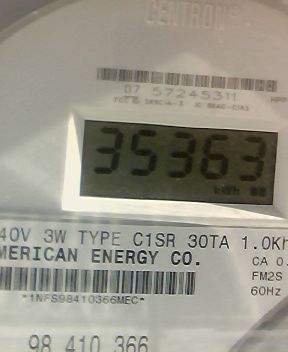 CENTRON®
07 57245311
35363
kWh
40V 3W TYPE C1SR 30TA 1.0Kh
MERICAN ENERGY CO.
CA 0.
FM2S
60Hz
*1NFS98410366MEC*
98 410 366